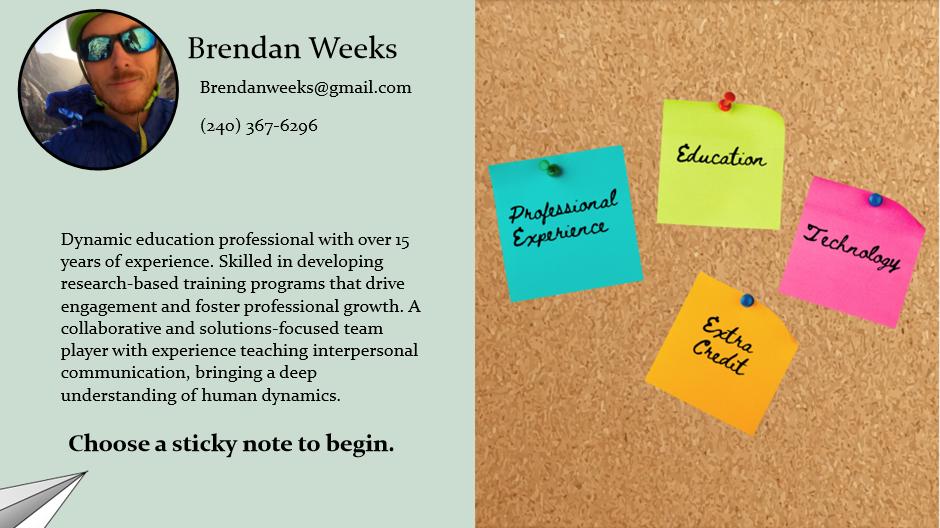 Brendan Weeks
Brendanweeks@gmail.com
(240) 367-6296
Dynamic education professional with over 15
years of experience. Skilled in developing
research-based training programs that drive
engagement and foster professional growth. A
collaborative and solutions-focused team
player with experience teaching interpersonal
communication, bringing a deep
understanding of human dynamics.
Choose a sticky note to begin.
Professional
Experience
Education
Technology
Extra
Credit